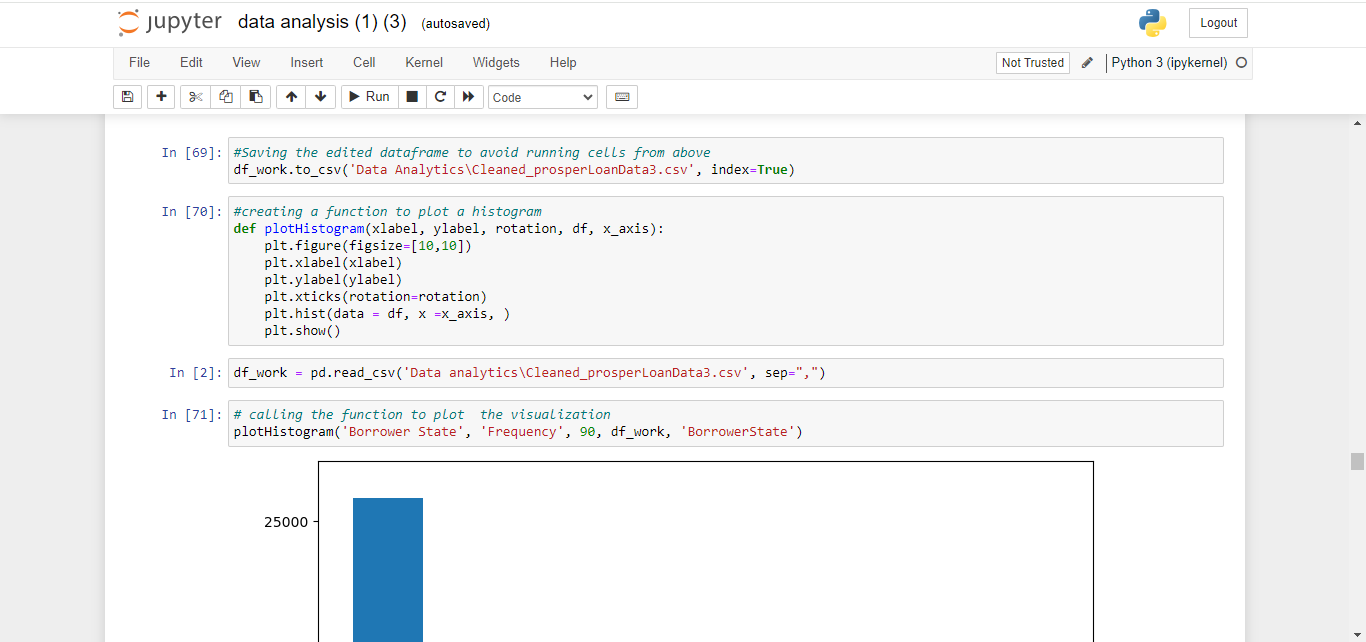 jupyter data analysis (1) (3) (autosaved) Logout
File Edit View Insert Cell Kernel Widgets Help Not Trusted Python 3 (ipykernel)
Run Code
In [69]: #Saving the edited dataframe to avoid running cells from above
df_work.to_csv('Data Analytics\Cleaned_prosperLoanData3.csv', index=True)
In [70]: #creating a function to plot a histogram
def plotHistogram(xlabel, ylabel, rotation, df, x_axis):
    plt.figure(figsize=[10,10])
    plt.xlabel(xlabel)
    plt.ylabel(ylabel)
    plt.xticks(rotation=rotation)
    plt.hist(data = df, x =x_axis, )
    plt.show()
In [2]: df_work = pd.read_csv('Data analytics\Cleaned_prosperLoanData3.csv', sep=",")
In [71]: # calling the function to plot  the visualization
plotHistogram('Borrower State', 'Frequency', 90, df_work, 'BorrowerState')
25000